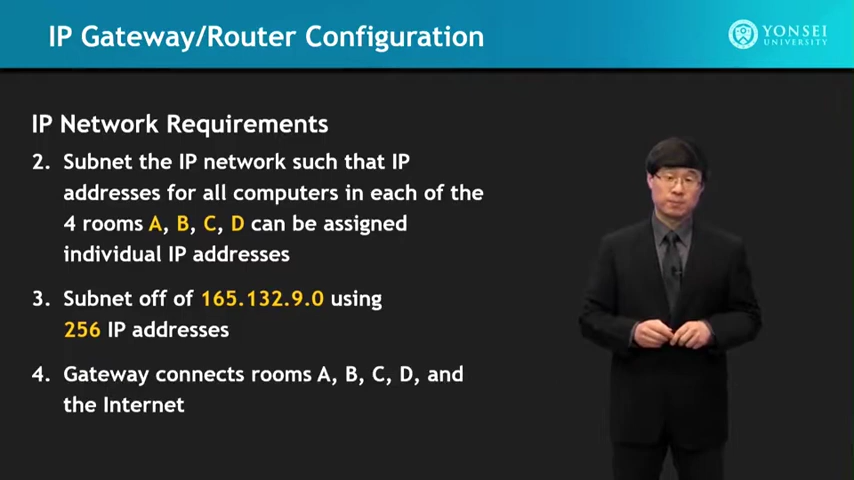 IP Gateway/Router Configuration
YONSEI
UNIVERSITY
IP Network Requirements
2. Subnet the IP network such that IP
addresses for all computers in each of the
4 rooms A, B, C, D can be assigned
individual IP addresses
3. Subnet off of 165.132.9.0 using
256 IP addresses
4. Gateway connects rooms A, B, C, D, and
the Internet